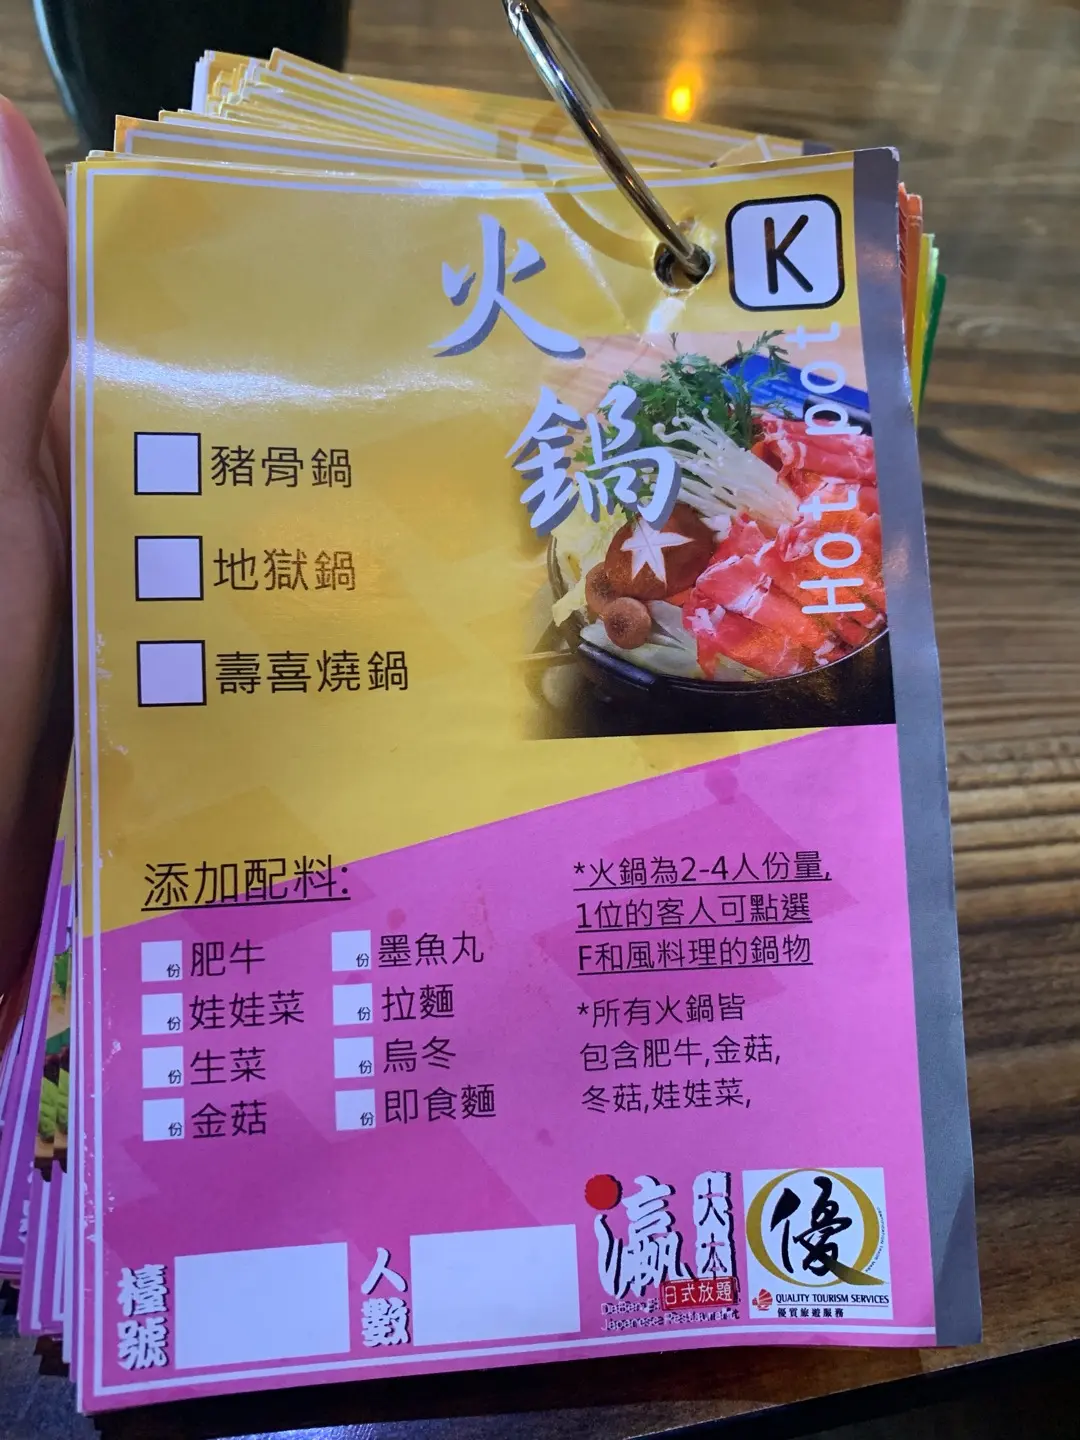 K
火鍋
Hot pot
豬骨鍋
地獄鍋
壽喜燒鍋
添加配料:
份 肥牛
份 娃娃菜
份 生菜
份 金菇
份 墨魚丸
份 拉麵
份 烏冬
份 即食麵
*火鍋為2-4人份量,
1位的客人可點選
F和風料理的鍋物
*所有火鍋皆
包含肥牛,金菇,
冬菇,娃娃菜,
檯號
人數
瀛
日式放題
Japanese Restaurant
優
QUALITY TOURISM SERVICES
優質旅遊服務